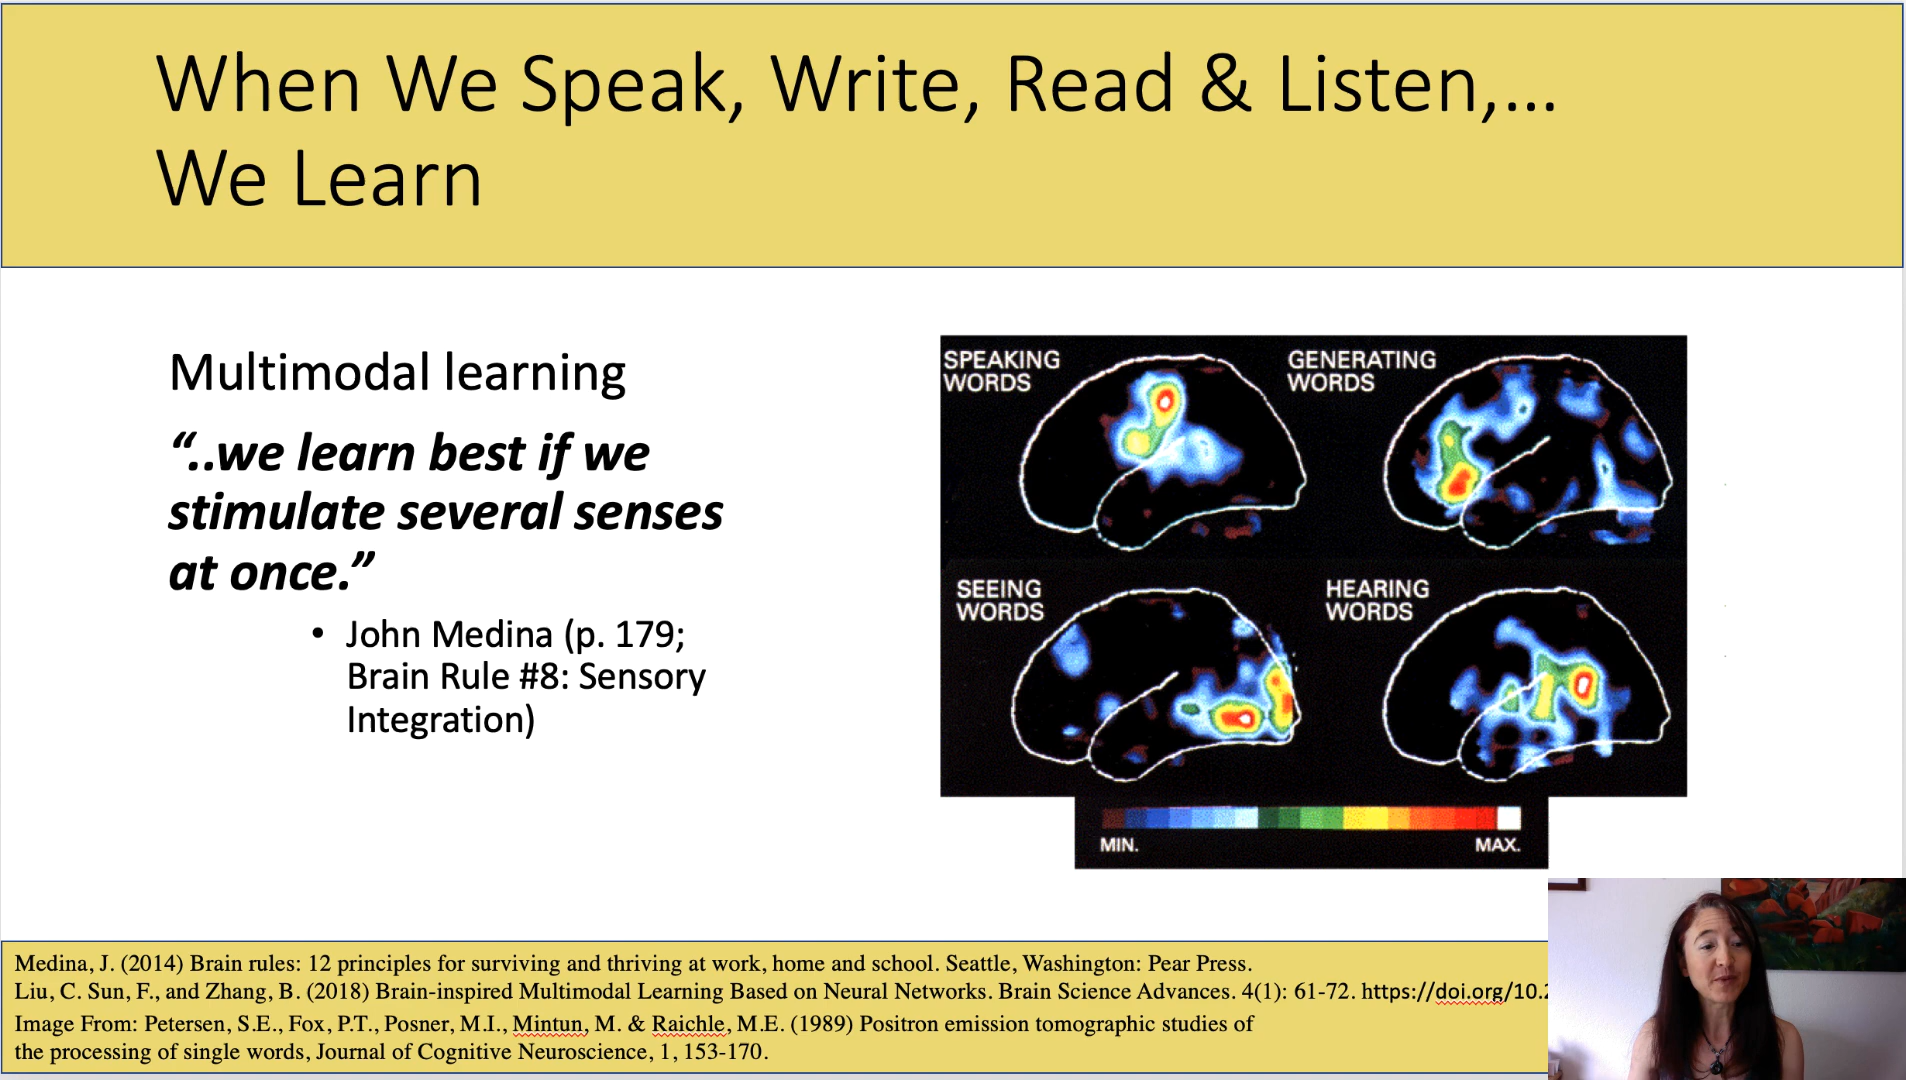 When We Speak, Write, Read & Listen,...
We Learn
Multimodal learning
“..we learn best if we
stimulate several senses
at once.”
• John Medina (p. 179;
Brain Rule #8: Sensory
Integration)
SPEAKING
WORDS
GENERATING
WORDS
SEEING
WORDS
HEARING
WORDS
MIN.
MAX.
Medina, J. (2014) Brain rules: 12 principles for surviving and thriving at work, home and school. Seattle, Washington: Pear Press.
Liu, C. Sun, F., and Zhang, B. (2018) Brain-inspired Multimodal Learning Based on Neural Networks. Brain Science Advances. 4(1): 61-72. https://doi.org/10.2
Image From: Petersen, S.E., Fox, P.T., Posner, M.I., Mintun, M. & Raichle, M.E. (1989) Positron emission tomographic studies of
the processing of single words, Journal of Cognitive Neuroscience, 1, 153-170.